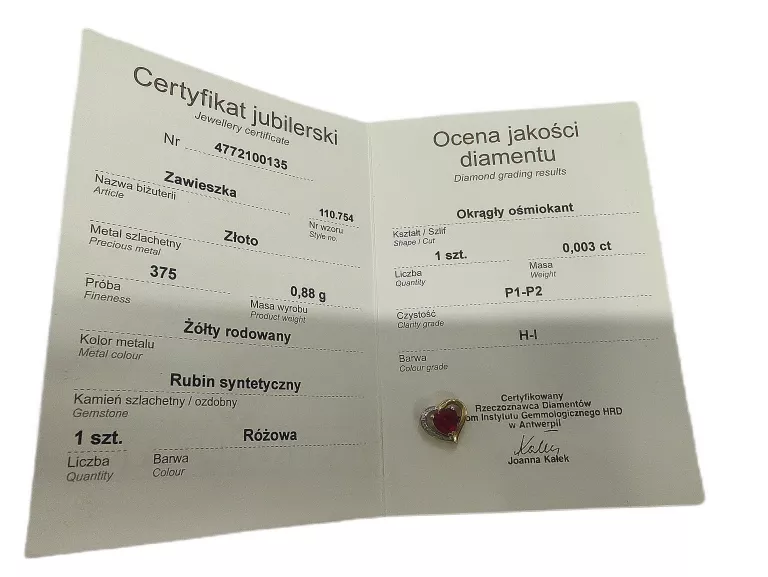 Certyfikat jubilerski
Jewellery certificate
Nr 4772100135
Zawieszka
Nazwa biżuterii
Article
110.754
Nr wzoru
Style no.
Złoto
Metal szlachetny
Precious metal
375
Próba
Fineness
0,88 g
Masa wyrobu
Product weight
Żółty rodowany
Kolor metalu
Metal colour
Rubin syntetyczny
Kamień szlachetny / ozdobny
Gemstone
1 szt.
Liczba
Quantity
Różowa
Barwa
Colour
Ocena jakości
diamentu
Diamond grading results
Okrągły ośmiokant
Kształt / Szlif
Shape / Cut
1 szt.
Liczba
Quantity
0,003 ct
Masa
Weight
P1-P2
Czystość
Clarity grade
H-I
Barwa
Colour grade
Certyfikowany
Rzeczoznawca Diamentów
om Instytutu Gemmologicznego HRD
w Antwerpii
Joanna Kałek